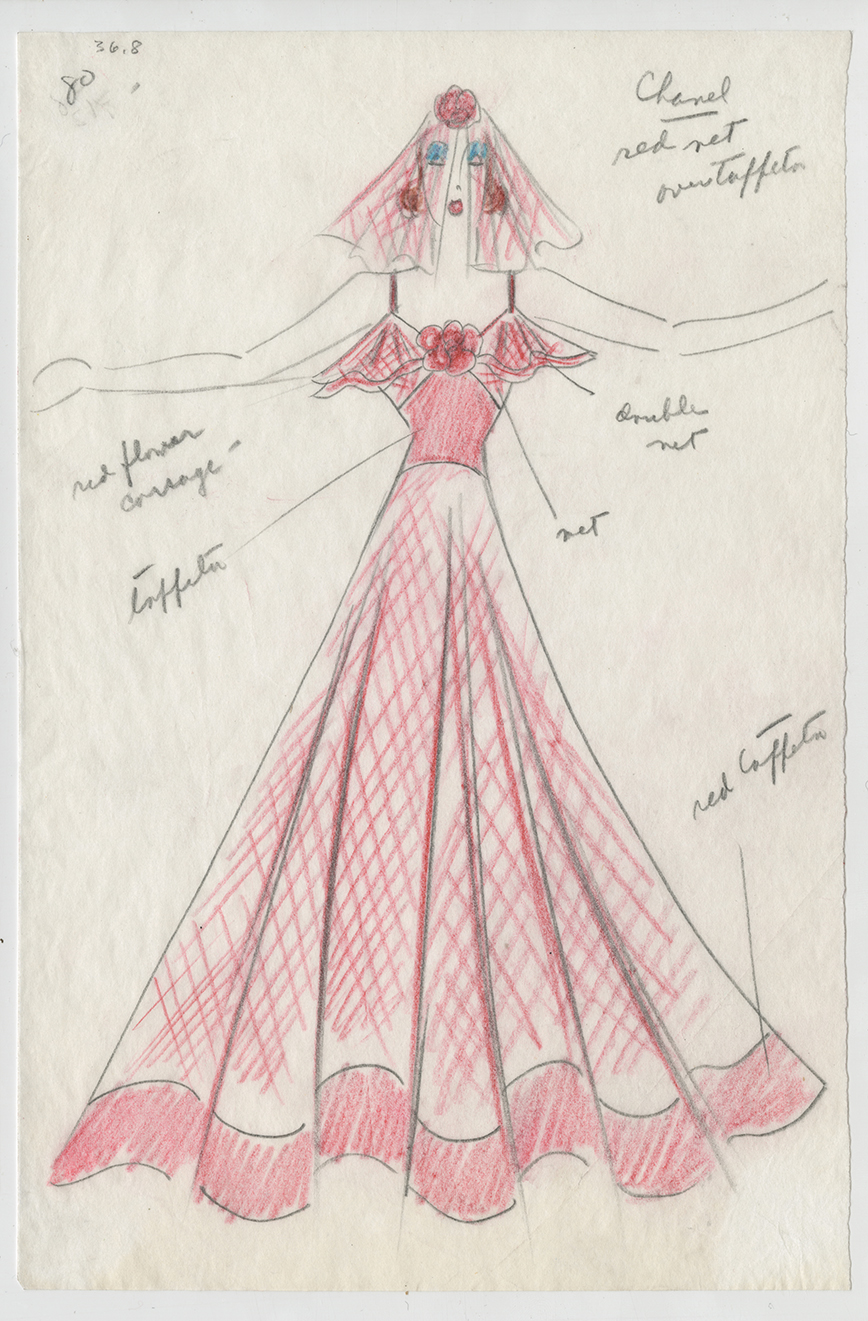 36.8
80
Chanel
red net
over taffeta
double
net
red flower
corsage -
net
taffeta
red taffeta